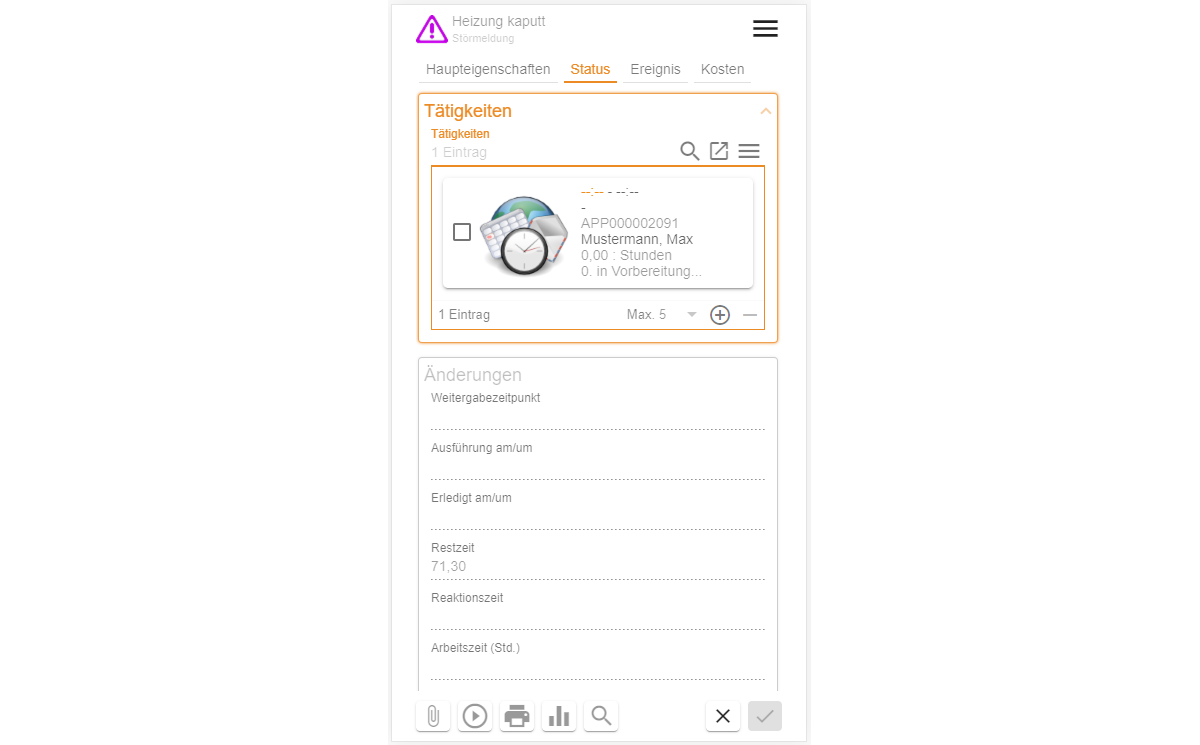 Heizung kaputt
Störmeldung
Haupteigenschaften Status Ereignis Kosten
Tätigkeiten
Tätigkeiten
1 Eintrag
--:-- - --:--
-
APP000002091
Mustermann, Max
0,00 : Stunden
0. in Vorbereitung...
1 Eintrag Max. 5
Änderungen
Weitergabezeitpunkt
Ausführung am/um
Erledigt am/um
Restzeit
71,30
Reaktionszeit
Arbeitszeit (Std.)